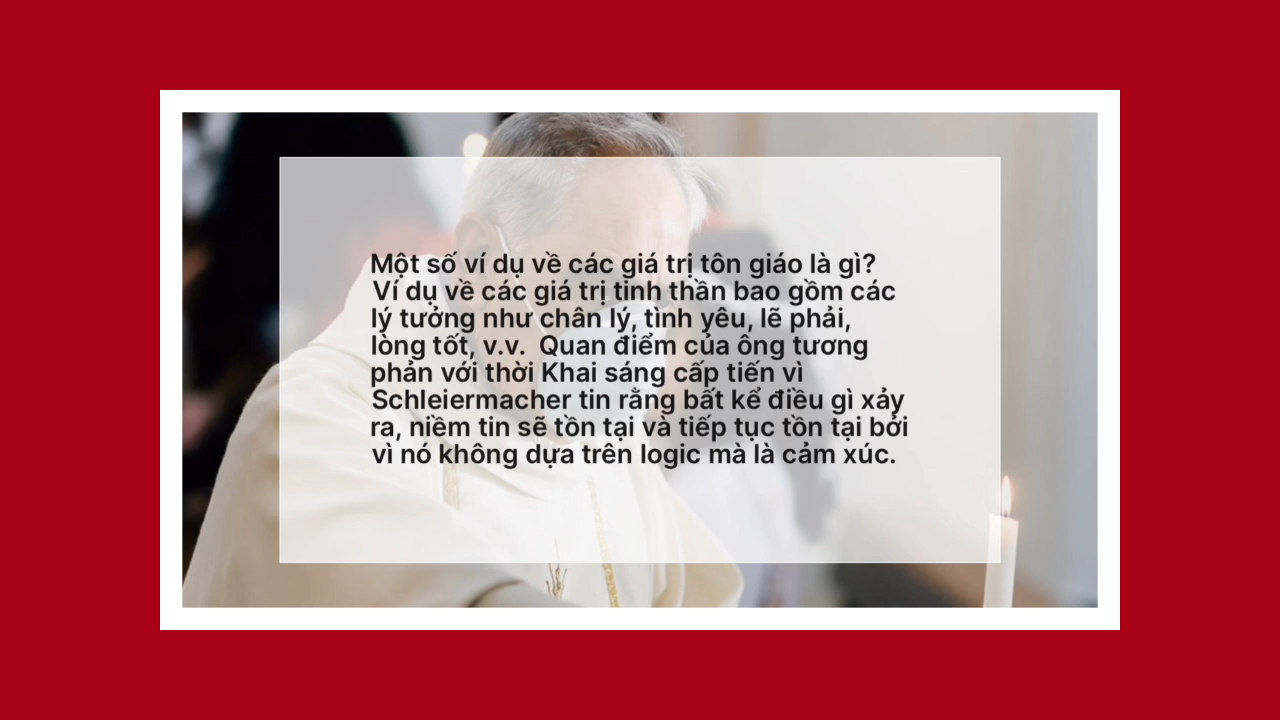 Một số ví dụ về các giá trị tôn giáo là gì?
Ví dụ về các giá trị tinh thần bao gồm các
lý tưởng như chân lý, tình yêu, lẽ phải,
lòng tốt, v.v. Quan điểm của ông tương
phản với thời Khai sáng cấp tiến vì
Schleiermacher tin rằng bất kể điều gì xảy
ra, niềm tin sẽ tồn tại và tiếp tục tồn tại bởi
vì nó không dựa trên logic mà là cảm xúc.